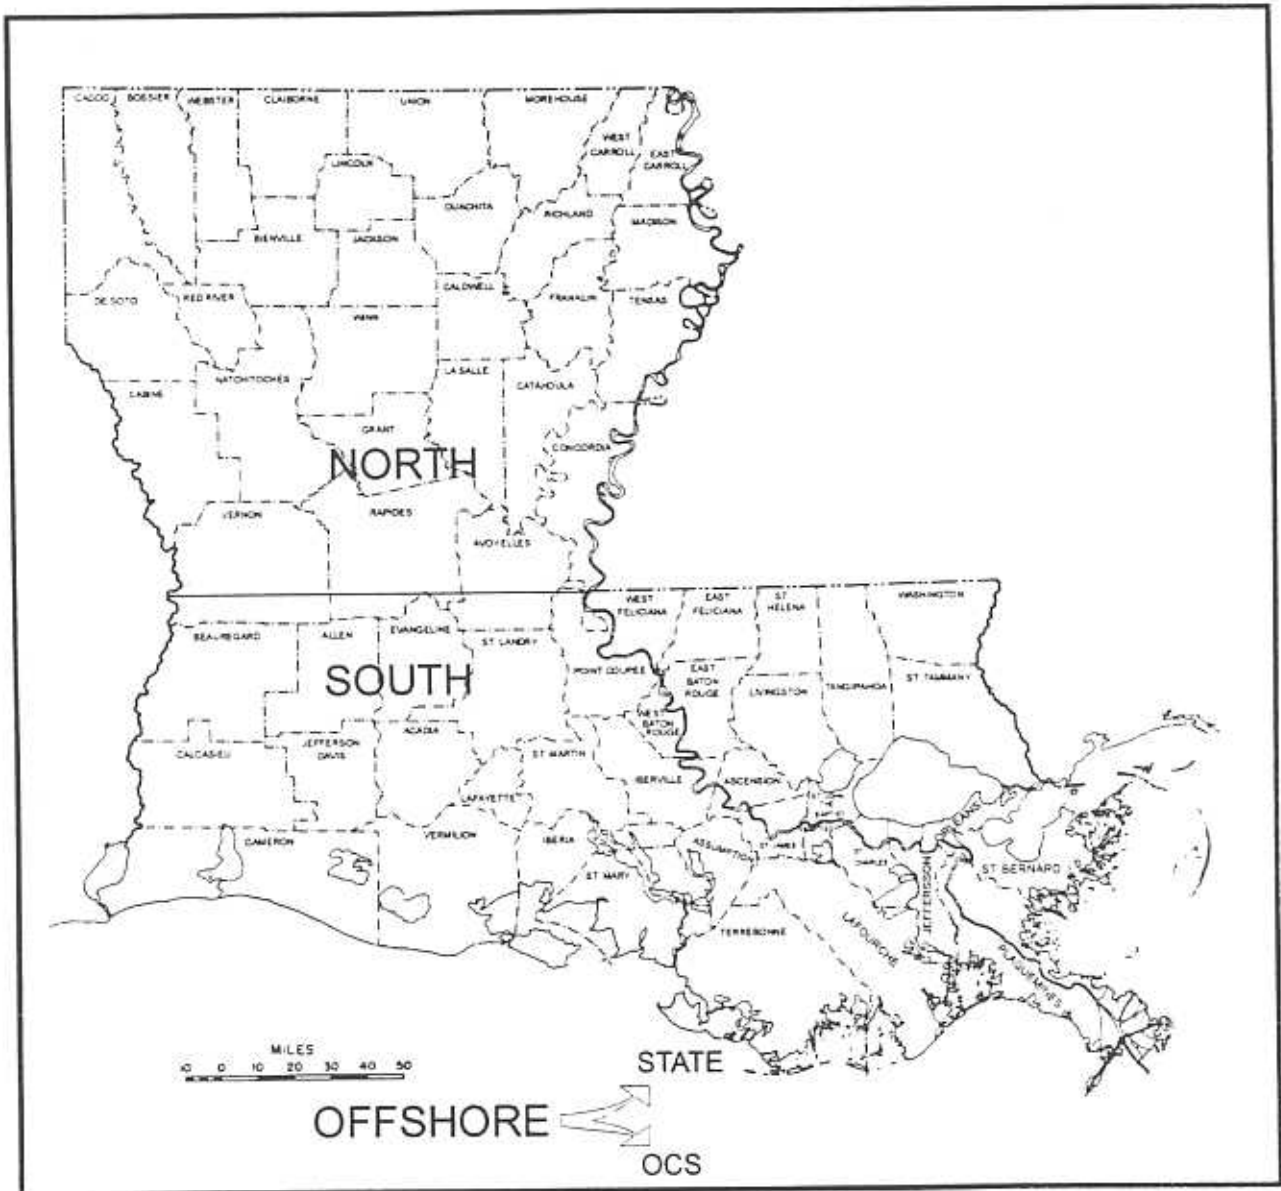 CADDO
BOSSIER
WEBSTER
CLAIBORNE
UNION
MOREHOUSE
WEST
CARROLL
EAST
CARROLL
LINCOLN
OUACHITA
RICHLAND
MADISON
BIENVILLE
JACKSON
CALDWELL
FRANKLIN
TENSAS
DE SOTO
RED RIVER
WINN
NATCHITOCHES
LA SALLE
CATAHOULA
SABINE
GRANT
CONCORDIA
NORTH
VERNON
RAPIDES
AVOYELLES
WEST
FELICIANA
EAST
FELICIANA
ST
HELENA
WASHINGTON
BEAUREGARD
ALLEN
EVANGELINE
ST LANDRY
SOUTH
POINT COUPEE
EAST
BATON
ROUGE
LIVINGSTON
TANGIPAHOA
ST TAMMANY
WEST
BATON
ROUGE
CALCASIEU
JEFFERSON
DAVIS
ACADIA
ST MARTIN
IBERVILLE
ASCENSION
LAFAYETTE
CAMERON
VERMILION
IBERIA
ASSUMPTION
ST JAMES
ST
CHARLES
ORLEANS
ST BERNARD
ST MARY
JEFFERSSON
TERREBONNE
LAFOURCHE
PLAQUEMINES
MILES
10 0 10 20 30 40 50
STATE
OFFSHORE
OCS